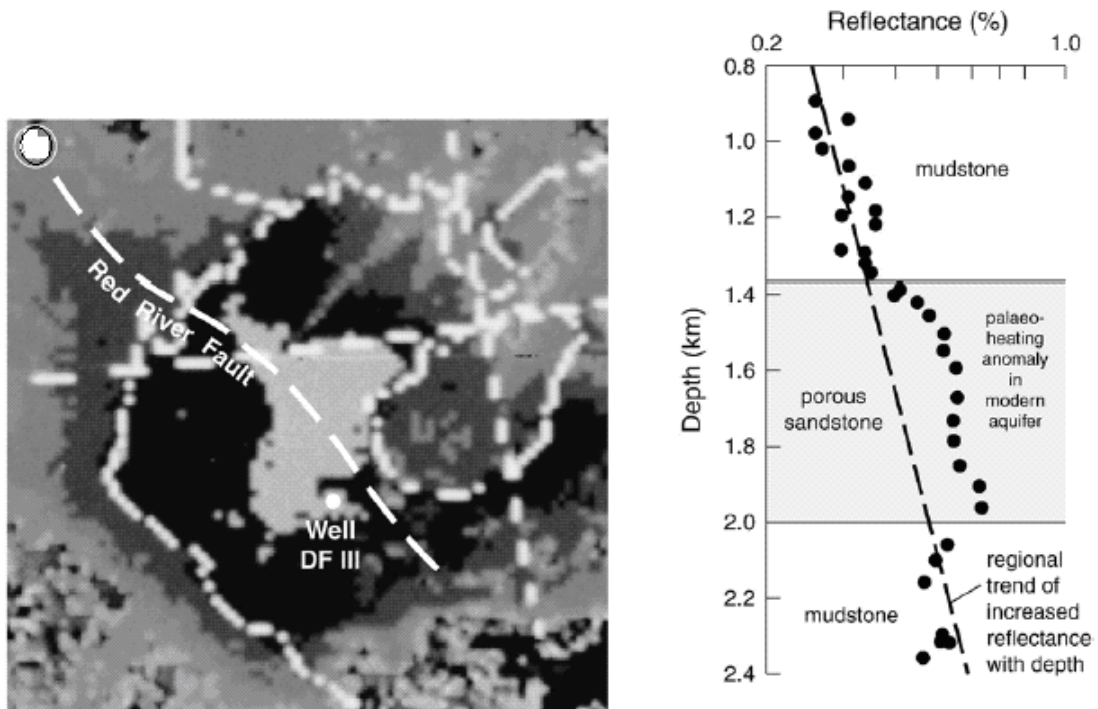 Red River Fault
Well
DF III
Reflectance (%)
0.2
1.0
0.8
1.0
1.2
1.4
1.6
1.8
2.0
2.2
2.4
Depth (km)
mudstone
porous
sandstone
palaeo-
heating
anomaly
in
modern
aquifer
mudstone
regional
trend of
increased
reflectance
with depth